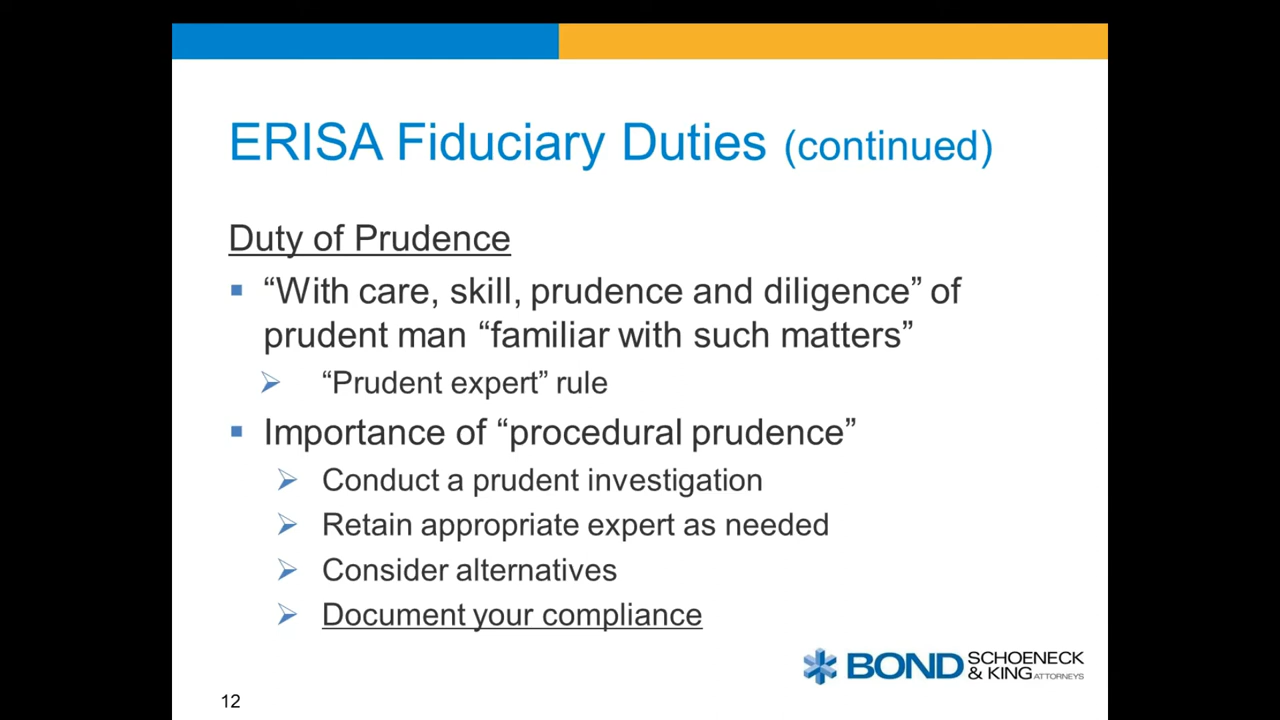 ERISA Fiduciary Duties (continued)
Duty of Prudence
▪ “With care, skill, prudence and diligence” of
prudent man “familiar with such matters”
➢ “Prudent expert” rule
▪ Importance of “procedural prudence”
➢ Conduct a prudent investigation
➢ Retain appropriate expert as needed
➢ Consider alternatives
➢ Document your compliance
BOND SCHOENECK
& KING ATTORNEYS
12